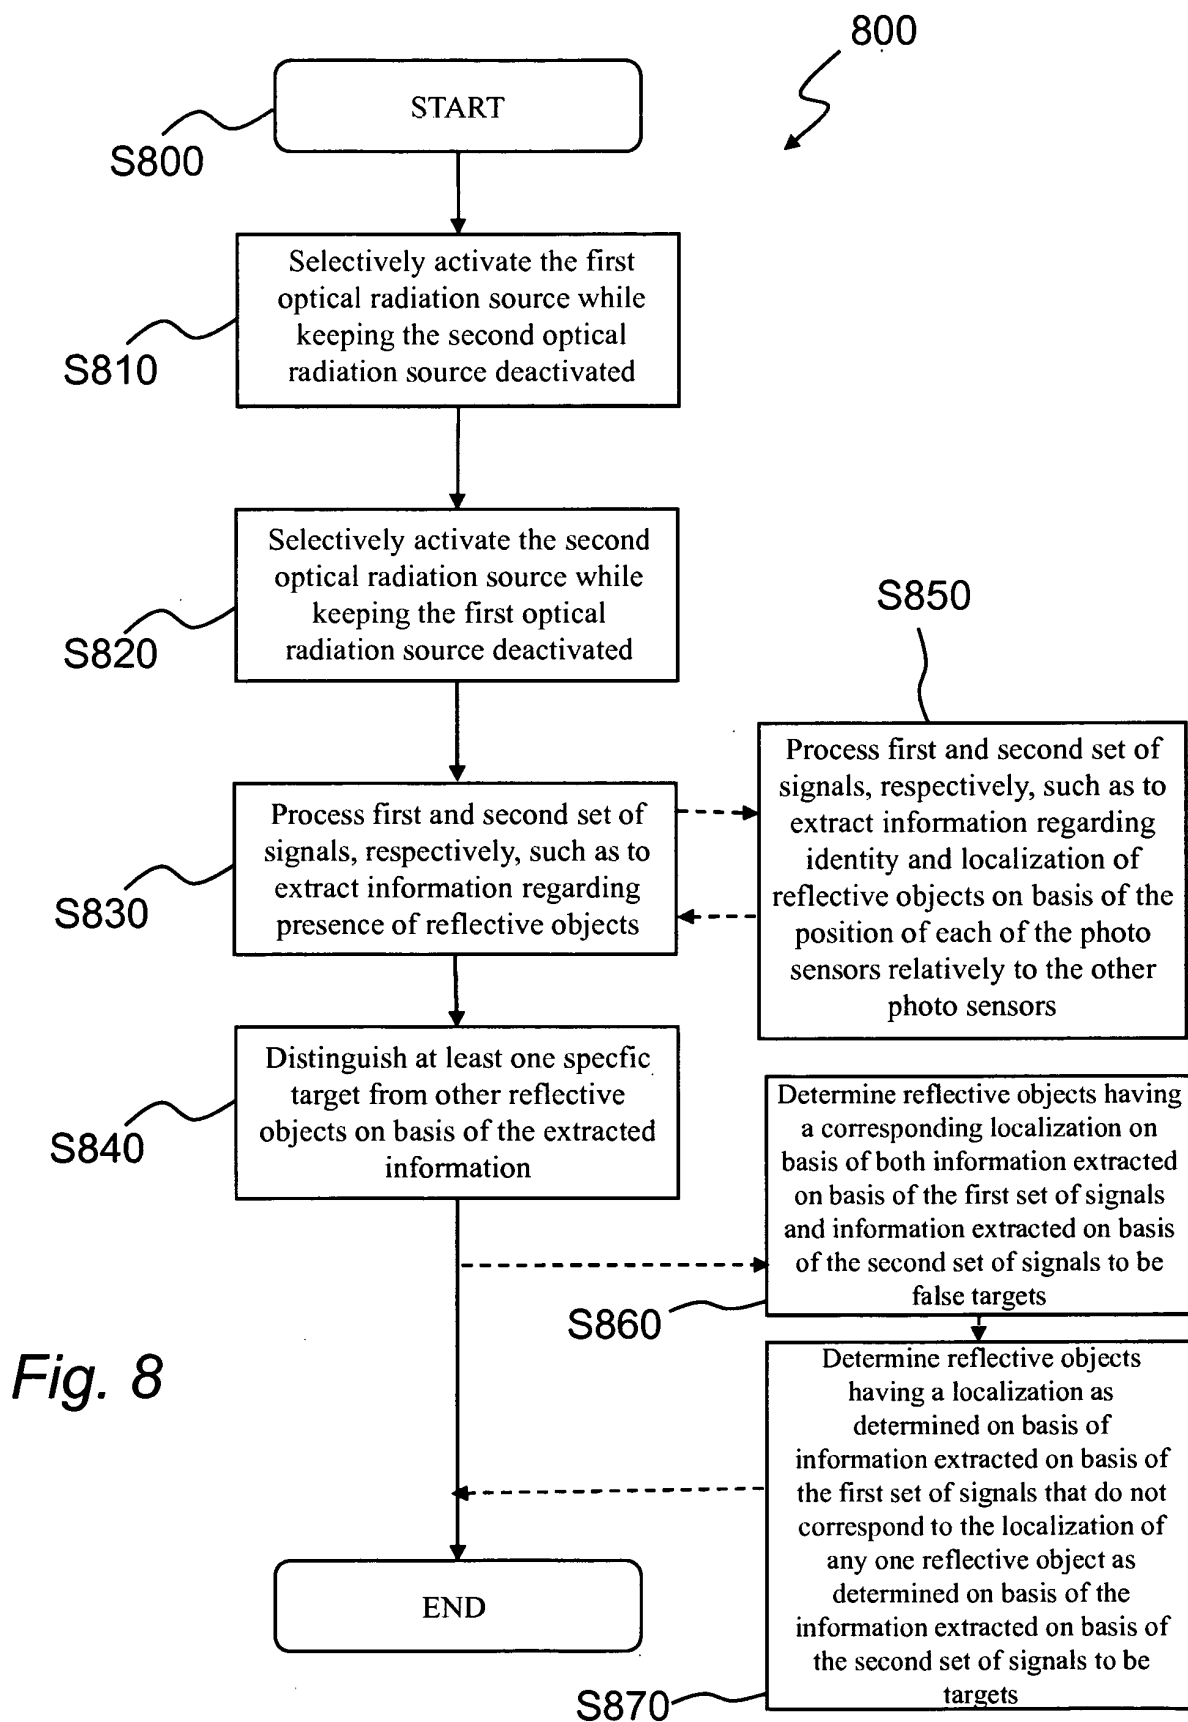 800
START
S800
Selectively activate the first
optical radiation source while
keeping the second optical
radiation source deactivated
S810
Selectively activate the second
optical radiation source while
keeping the first optical
radiation source deactivated
S820
S850
Process first and second set of
signals, respectively, such as to
extract information regarding
presence of reflective objects
S830
Process first and second set of
signals, respectively, such as to
extract information regarding
identity and localization of
reflective objects on basis of the
position of each of the photo
sensors relatively to the other
photo sensors
Distinguish at least one specfic
target from other reflective
objects on basis of the extracted
information
S840
Determine reflective objects having
a corresponding localization on
basis of both information extracted
on basis of the first set of signals
and information extracted on basis
of the second set of signals to be
false targets
S860
Determine reflective objects
having a localization as
determined on basis of
information extracted on basis of
the first set of signals that do not
correspond to the localization of
any one reflective object as
determined on basis of the
information extracted on basis of
the second set of signals to be
targets
S870
END
Fig. 8